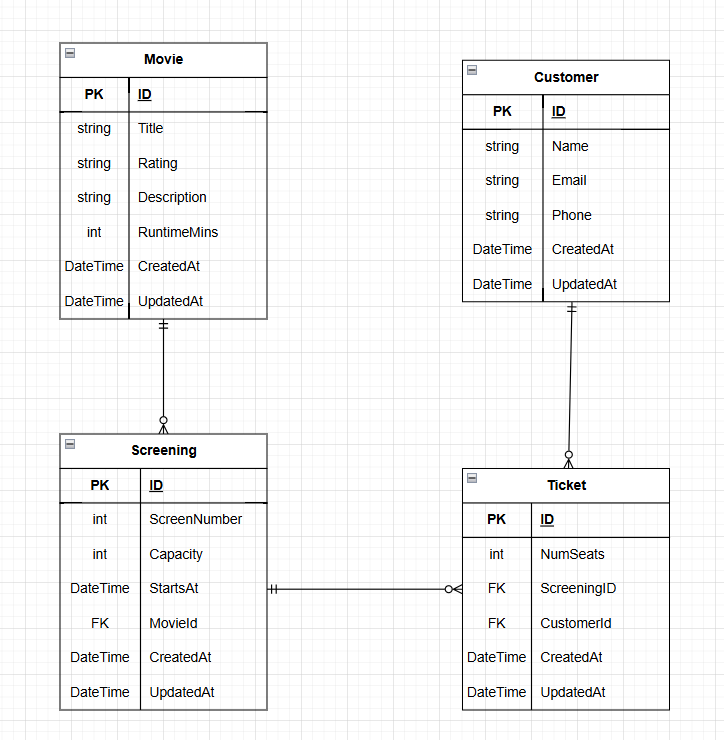 Movie
PK ID
string Title
string Rating
string Description
int RuntimeMins
DateTime CreatedAt
DateTime UpdatedAt
Customer
PK ID
string Name
string Email
string Phone
DateTime CreatedAt
DateTime UpdatedAt
Screening
PK ID
int ScreenNumber
int Capacity
DateTime StartsAt
FK MovieId
DateTime CreatedAt
DateTime UpdatedAt
Ticket
PK ID
int NumSeats
FK ScreeningID
FK CustomerId
DateTime CreatedAt
DateTime UpdatedAt